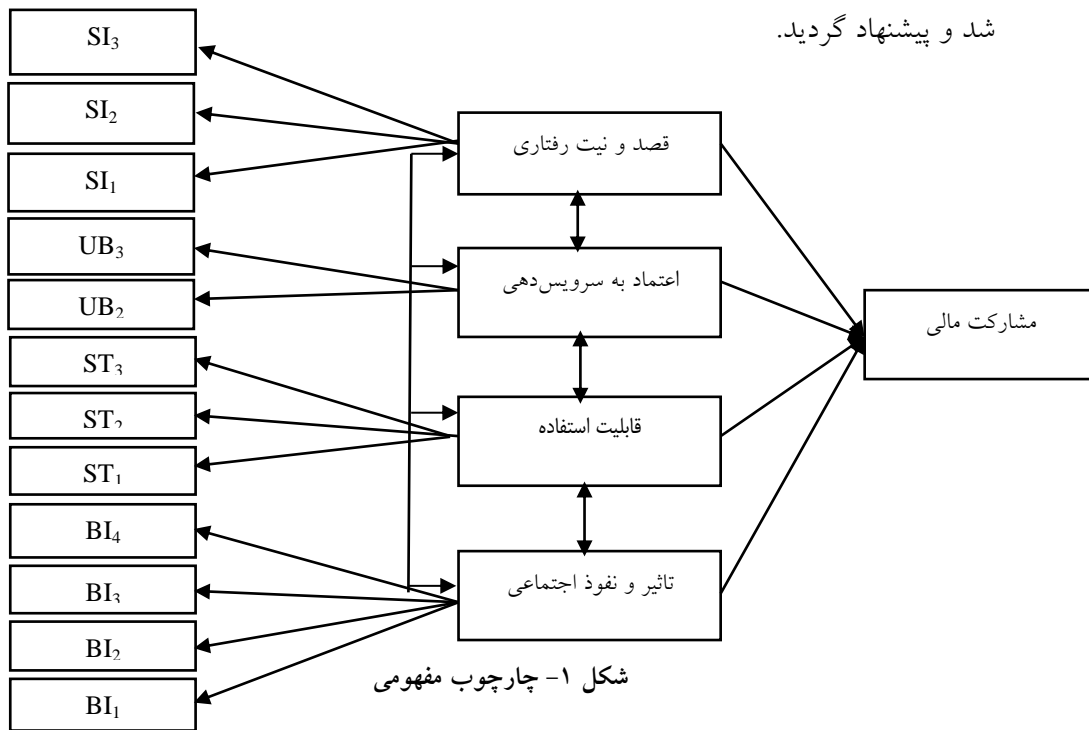 شد و پیشنهاد گردید.
SI₃
SI₂
SI₁
UB₃
UB₂
ST₃
ST₂
ST₁
BI₄
BI₃
BI₂
BI₁
قصد و نیت رفتاری
اعتماد به سرویس‌دهی
قابلیت استفاده
تاثیر و نفوذ اجتماعی
مشارکت مالی
شکل ۱- چارچوب مفهومی